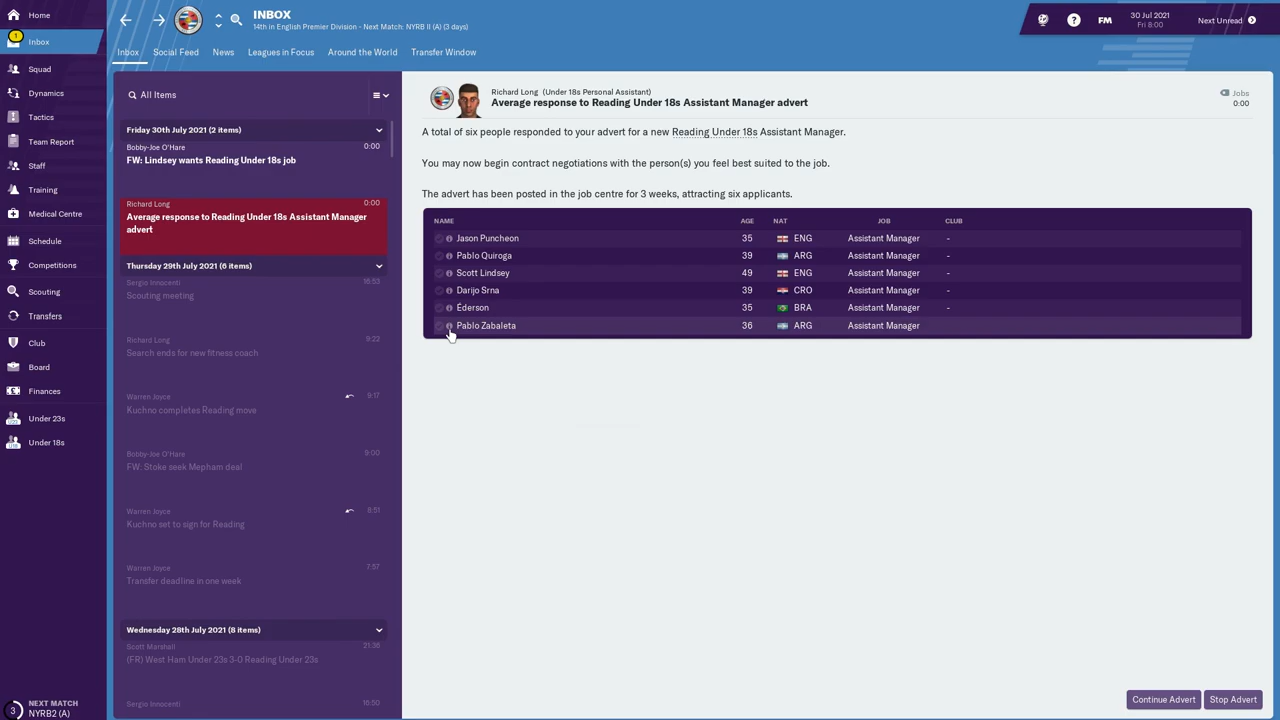 Home
Inbox
Squad
Dynamics
Tactics
Team Report
Staff
Training
Medical Centre
Schedule
Competitions
Scouting
Transfers
Club
Board
Finances
Under 23s
Under 18s
3
NEXT MATCH
NYRB2 (A)
INBOX
14th in English Premier Division - Next Match: NYRB II (A) (3 days)
FM
30 Jul 2021
Fri 8:00
Next Unread
Inbox
Social Feed
News
Leagues in Focus
Around the World
Transfer Window
All Items
Friday 30th July 2021 (2 items)
Bobby-Joe O'Hare 0:00
FW: Lindsey wants Reading Under 18s job
Richard Long 0:00
Average response to Reading Under 18s Assistant Manager
advert
Thursday 29th July 2021 (6 items)
Sergio Innocenti 16:53
Scouting meeting
Richard Long 9:22
Search ends for new fitness coach
Warren Joyce 9:17
Kuchno completes Reading move
Bobby-Joe O'Hare 9:00
FW: Stoke seek Mepham deal
Warren Joyce 8:51
Kuchno set to sign for Reading
Warren Joyce 7:57
Transfer deadline in one week
Wednesday 28th July 2021 (8 items)
Scott Marshall 21:36
(FR) West Ham Under 23s 3-0 Reading Under 23s
Sergio Innocenti 16:50
Richard Long (Under 18s Personal Assistant)
Average response to Reading Under 18s Assistant Manager advert
Jobs
0:00
A total of six people responded to your advert for a new Reading Under 18s Assistant Manager.
You may now begin contract negotiations with the person(s) you feel best suited to the job.
The advert has been posted in the job centre for 3 weeks, attracting six applicants.
NAME AGE NAT JOB CLUB
Jason Puncheon 35 ENG Assistant Manager -
Pablo Quiroga 39 ARG Assistant Manager -
Scott Lindsey 49 ENG Assistant Manager -
Darijo Srna 39 CRO Assistant Manager -
Éderson 35 BRA Assistant Manager -
Pablo Zabaleta 36 ARG Assistant Manager
Continue Advert
Stop Advert